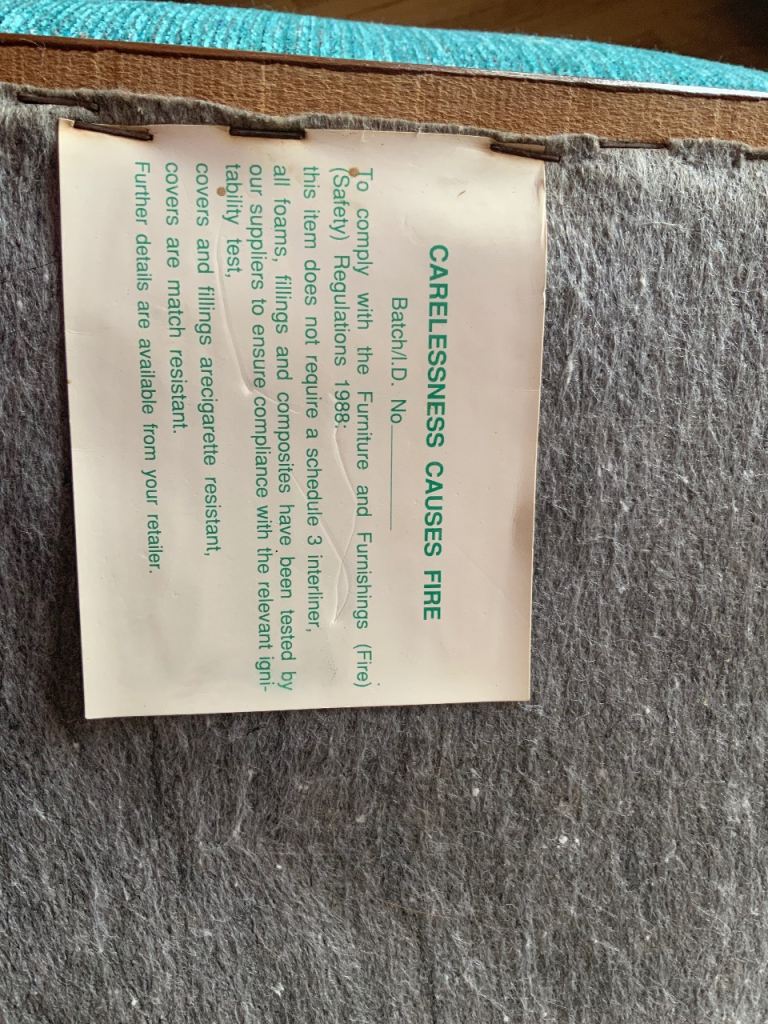 CARELESSNESS CAUSES FIRE
Batch/I.D. No
To comply with the Furniture and Furnishings (Fire)
(Safety) Regulations 1988:
this item does not require a schedule 3 interliner,
all foams, fillings and composites have been tested by
our suppliers to ensure compliance with the relevant igni-
tability test,
covers and fillings arecigarette resistant,
covers are match resistant.
Further details are available from your retailer.